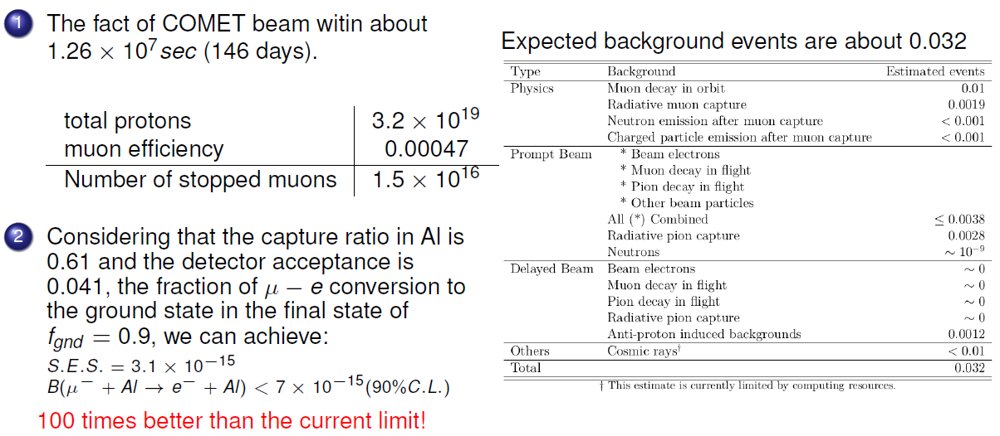 1 The fact of COMET beam witin about
1.26 × 10⁷ sec (146 days).
total protons 3.2 × 10¹⁹
muon efficiency 0.00047
Number of stopped muons 1.5 × 10¹⁶
2 Considering that the capture ratio in Al is
0.61 and the detector acceptance is
0.041, the fraction of μ − e conversion to
the ground state in the final state of
f_gnd = 0.9, we can achieve:
S.E.S. = 3.1 × 10⁻¹⁵
B(μ⁻ + Al → e⁻ + Al) < 7 × 10⁻¹⁵(90%C.L.)
100 times better than the current limit!
Expected background events are about 0.032
Type Background Estimated events
Physics Muon decay in orbit 0.01
Radiative muon capture 0.0019
Neutron emission after muon capture < 0.001
Charged particle emission after muon capture < 0.001
Prompt Beam * Beam electrons
* Muon decay in flight
* Pion decay in flight
* Other beam particles
All (*) Combined ≤ 0.0038
Radiative pion capture 0.0028
Neutrons ∼ 10⁻⁹
Delayed Beam Beam electrons ∼ 0
Muon decay in flight ∼ 0
Pion decay in flight ∼ 0
Radiative pion capture ∼ 0
Anti-proton induced backgrounds 0.0012
Others Cosmic rays† < 0.01
Total 0.032
† This estimate is currently limited by computing resources.